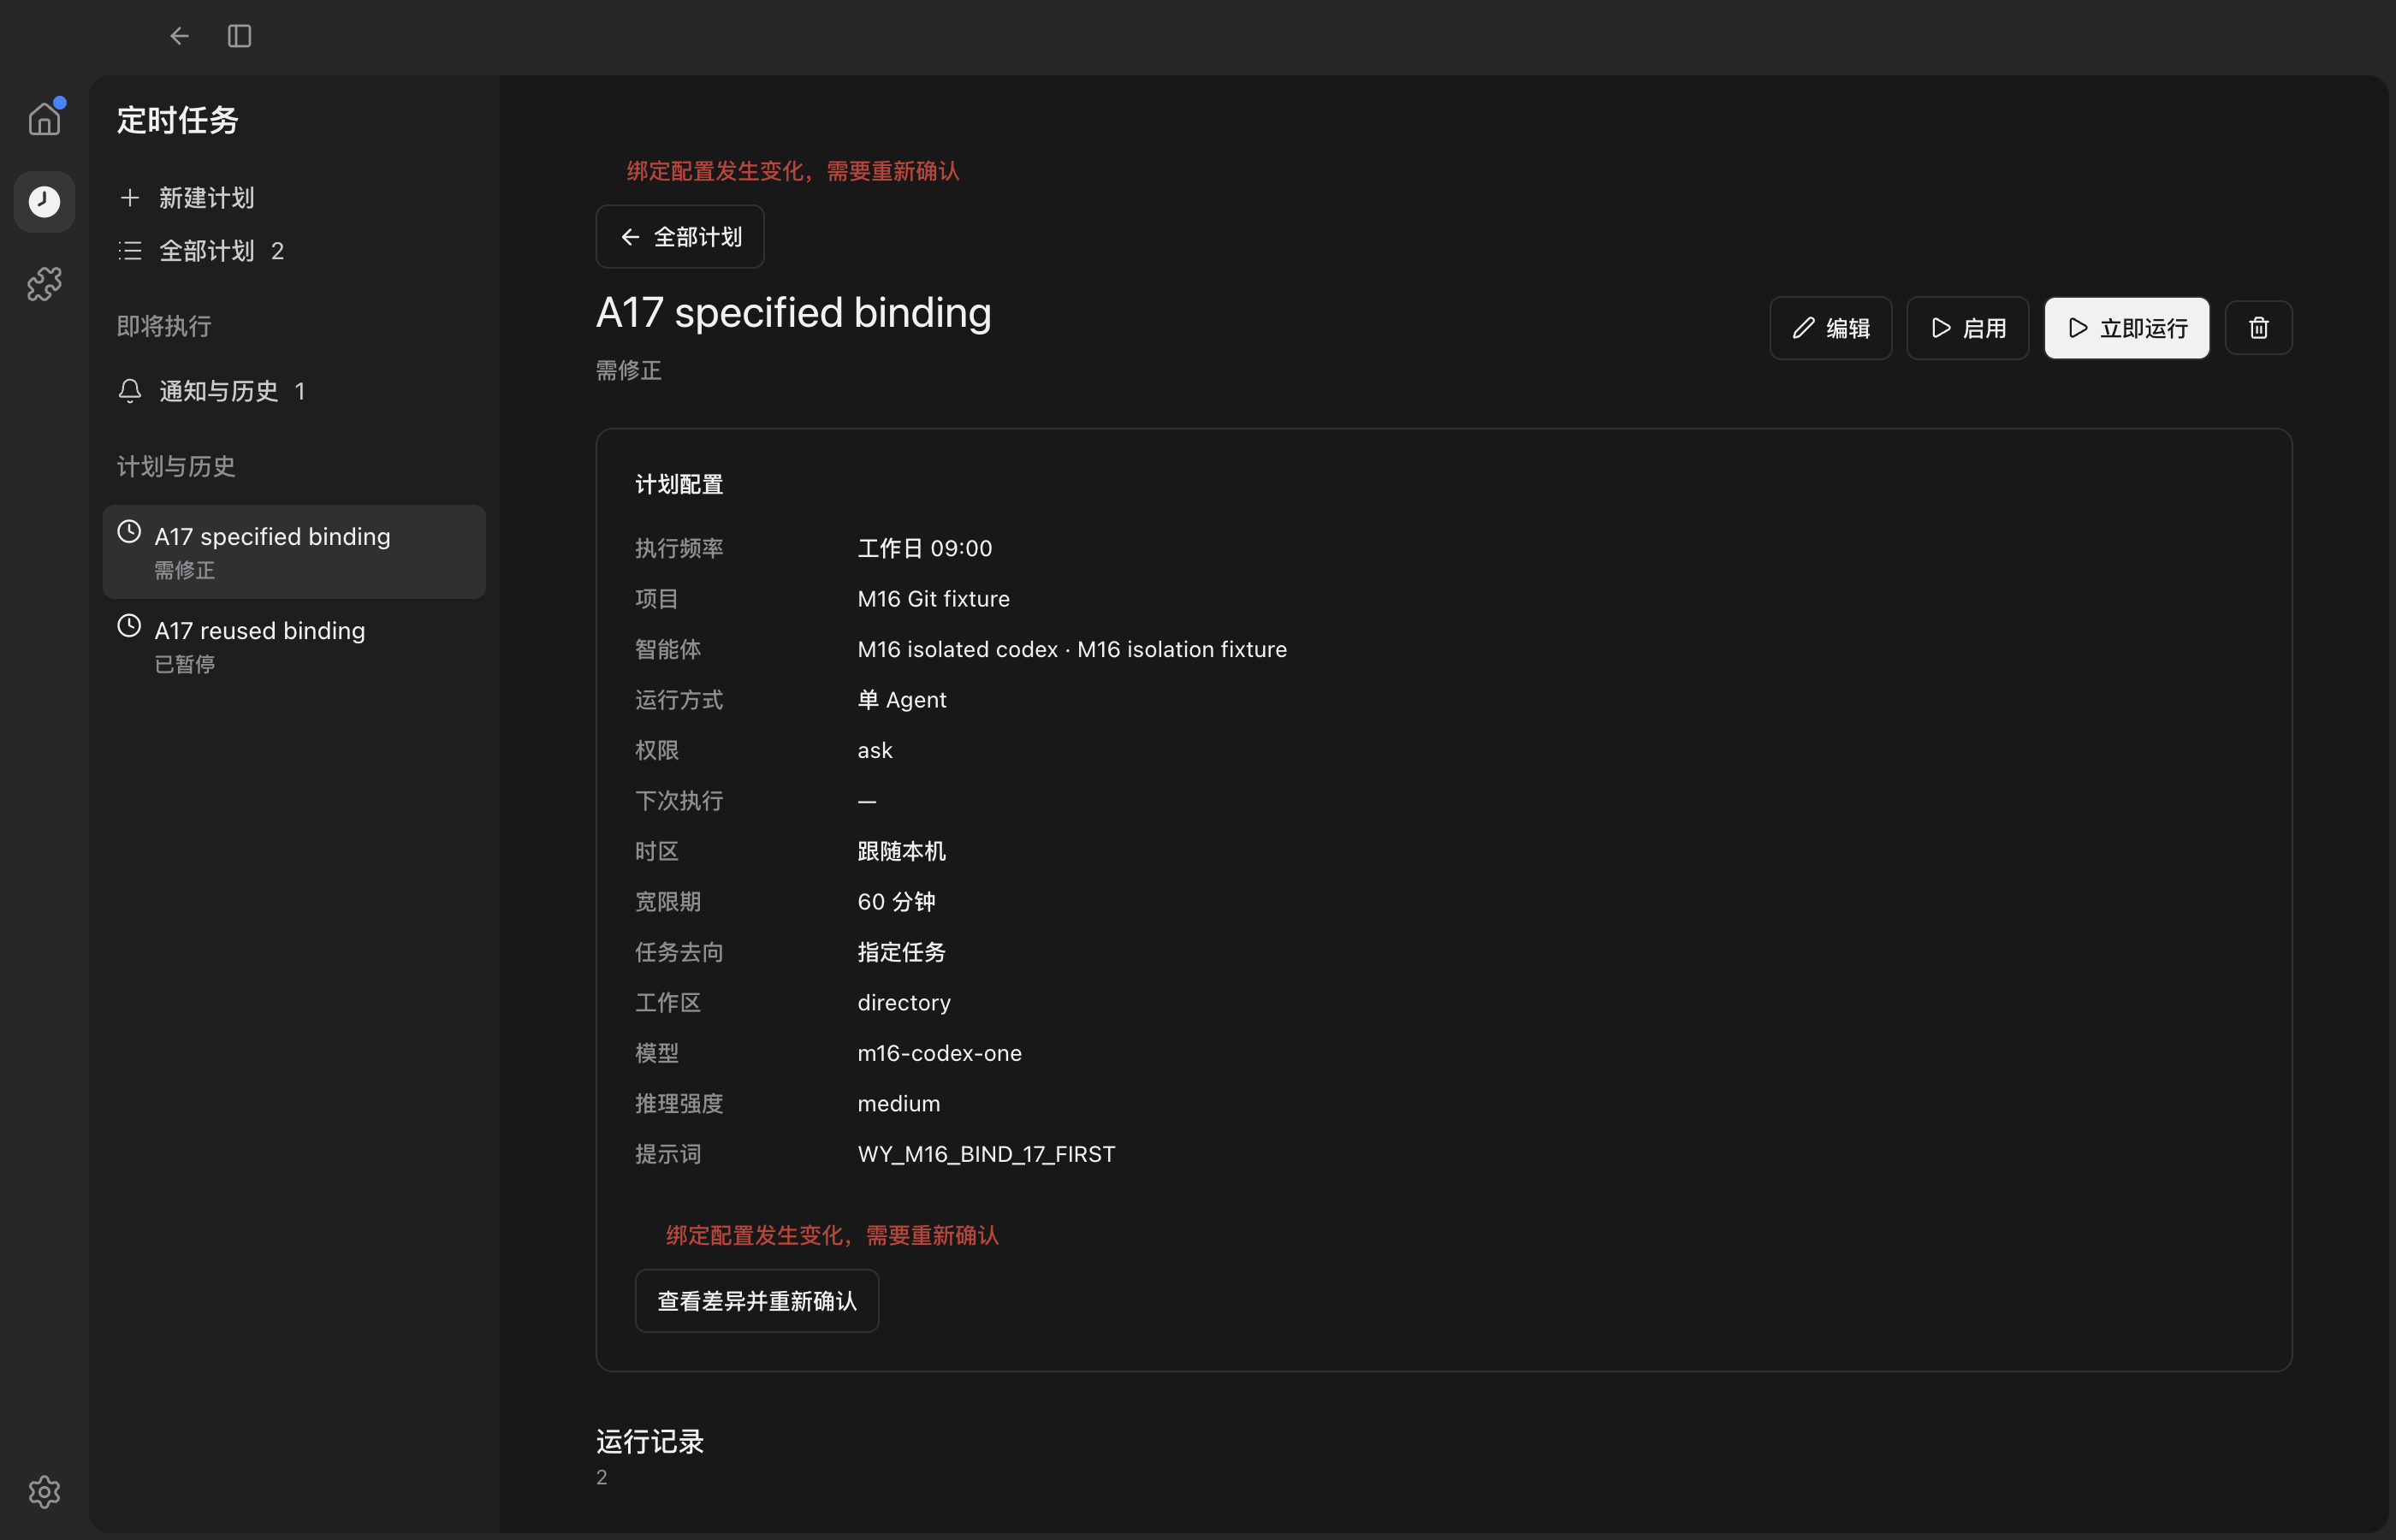 定时任务
新建计划
全部计划 2
即将执行
通知与历史 1
计划与历史
A17 specified binding
需修正
A17 reused binding
已暂停
绑定配置发生变化，需要重新确认
全部计划
A17 specified binding
需修正
编辑
启用
立即运行
计划配置
执行频率 工作日 09:00
项目 M16 Git fixture
智能体 M16 isolated codex · M16 isolation fixture
运行方式 单 Agent
权限 ask
下次执行 —
时区 跟随本机
宽限期 60 分钟
任务去向 指定任务
工作区 directory
模型 m16-codex-one
推理强度 medium
提示词 WY_M16_BIND_17_FIRST
绑定配置发生变化，需要重新确认
查看差异并重新确认
运行记录
2